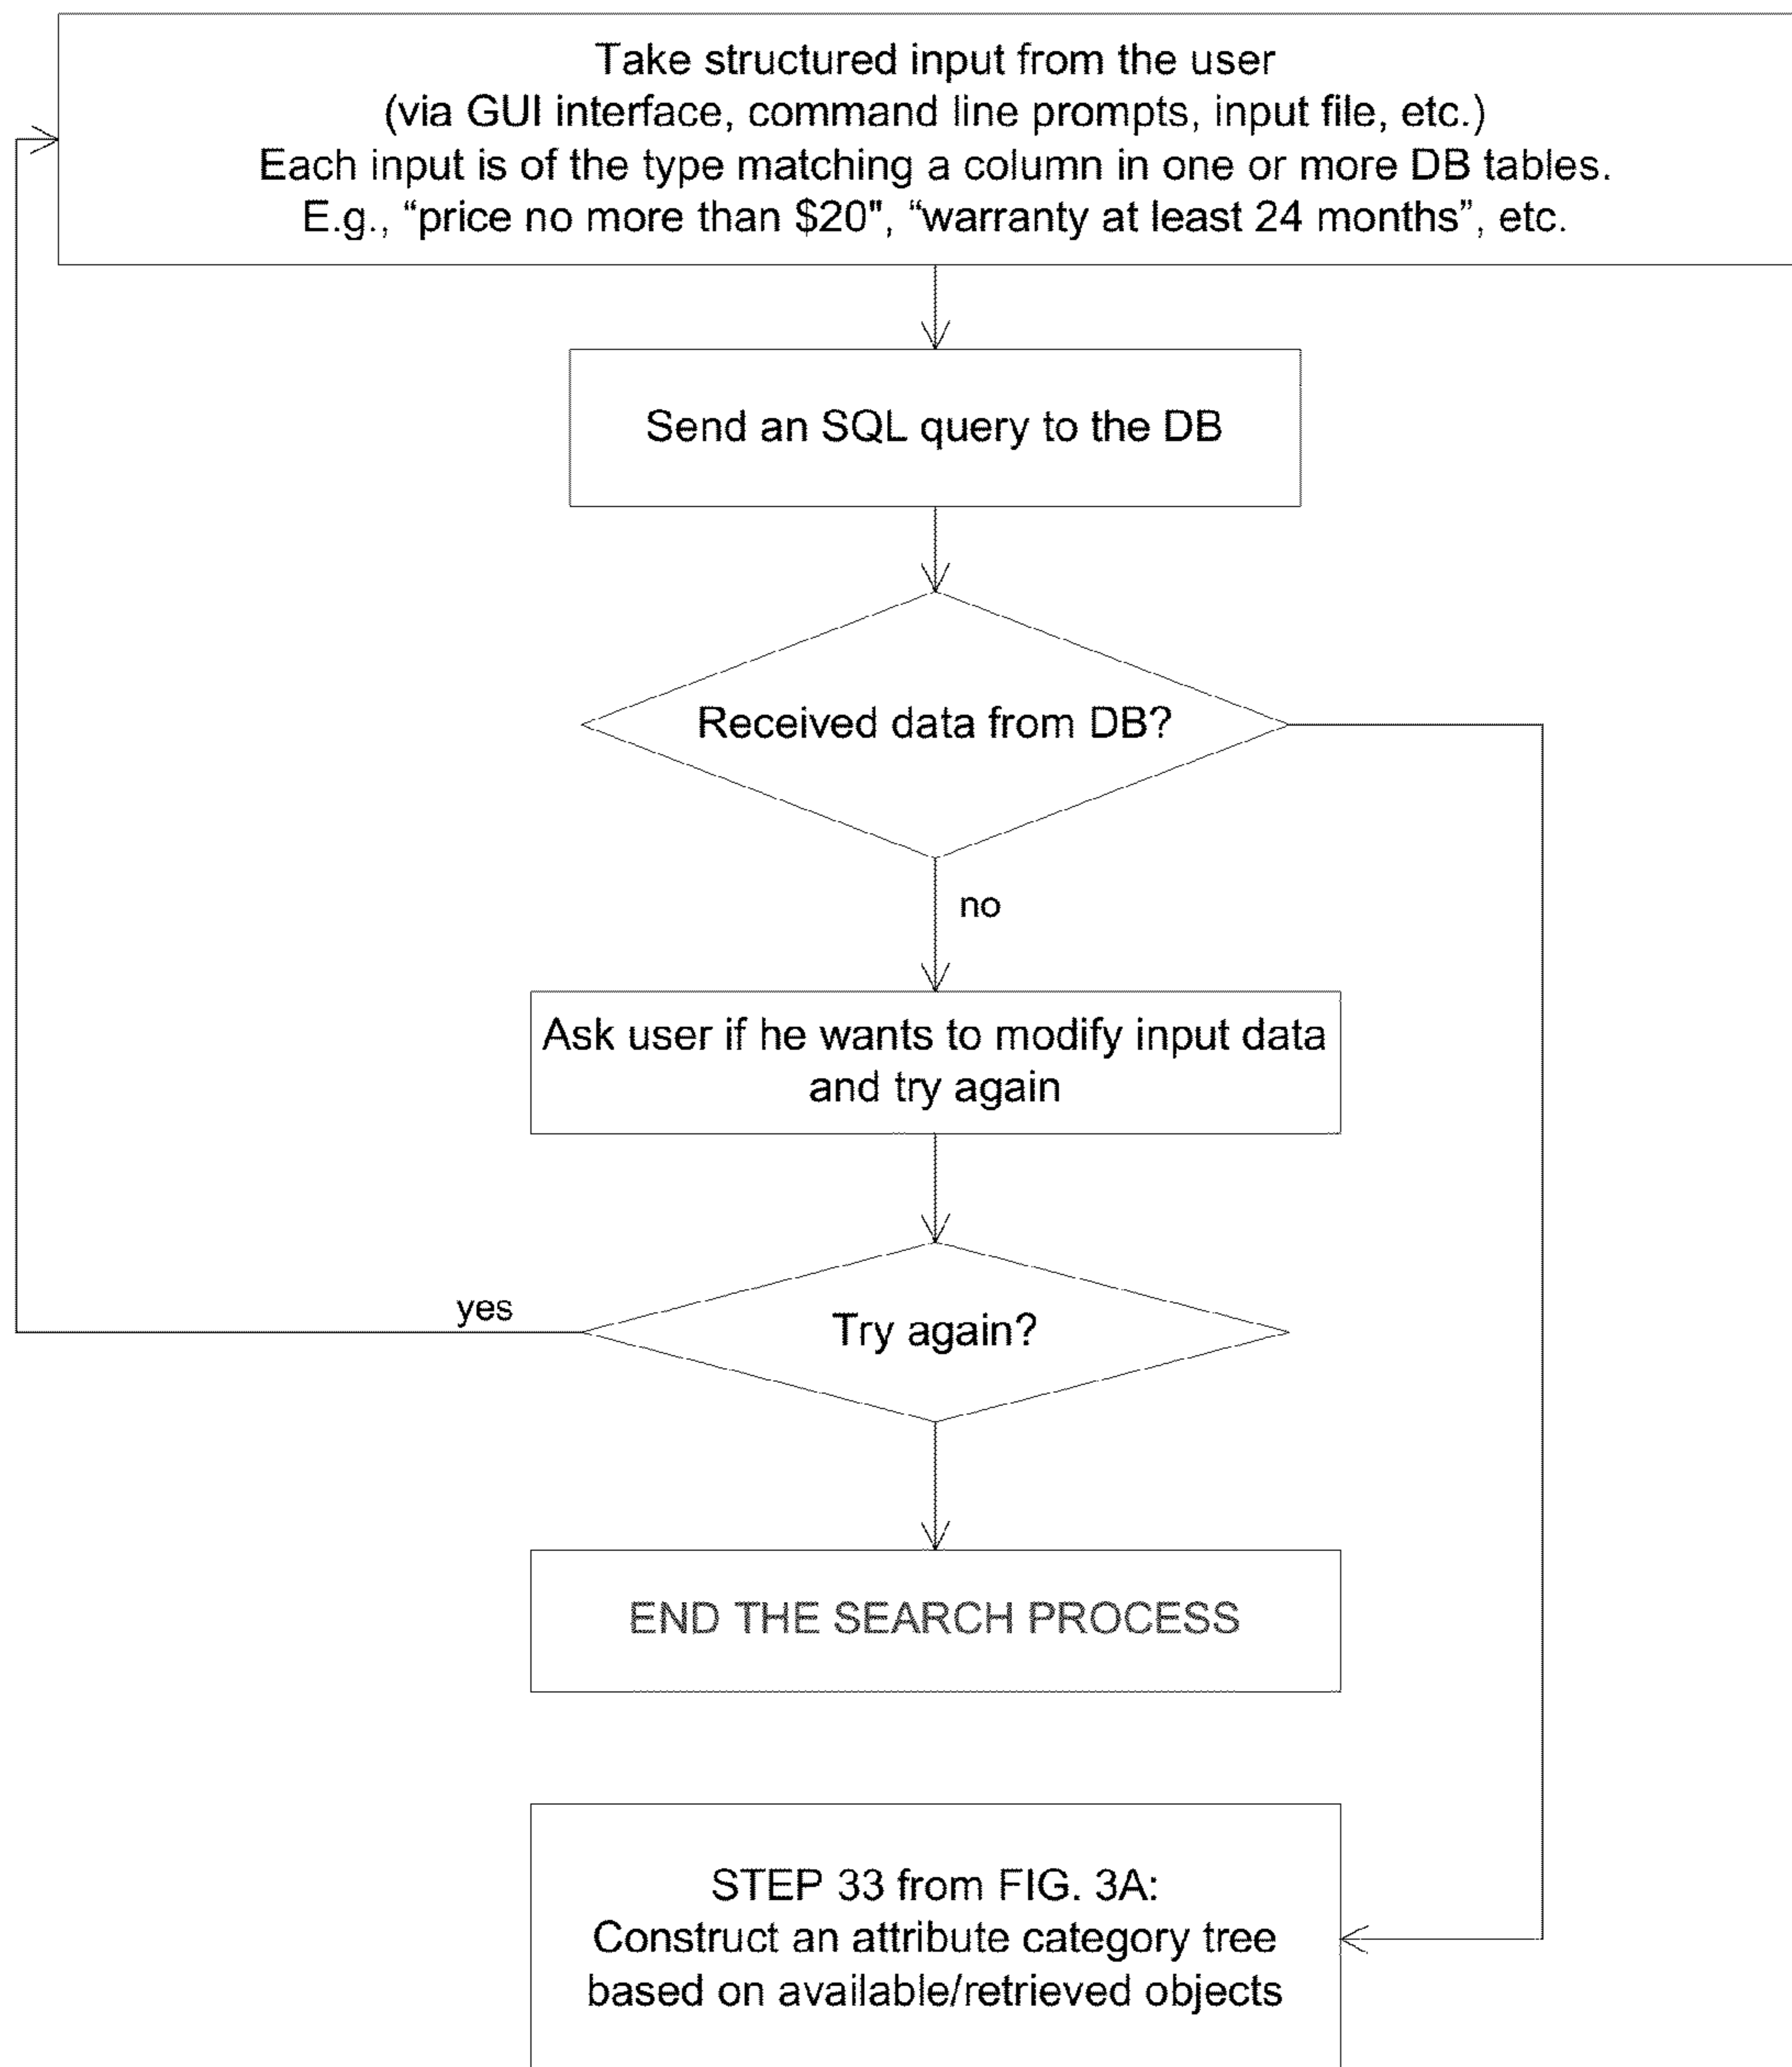 Take structured input from the user
(via GUI interface, command line prompts, input file, etc.)
Each input is of the type matching a column in one or more DB tables.
E.g., “price no more than $20", “warranty at least 24 months”, etc.
Send an SQL query to the DB
Received data from DB?
no
Ask user if he wants to modify input data
and try again
yes
Try again?
END THE SEARCH PROCESS
STEP 33 from FIG. 3A:
Construct an attribute category tree
based on available/retrieved objects